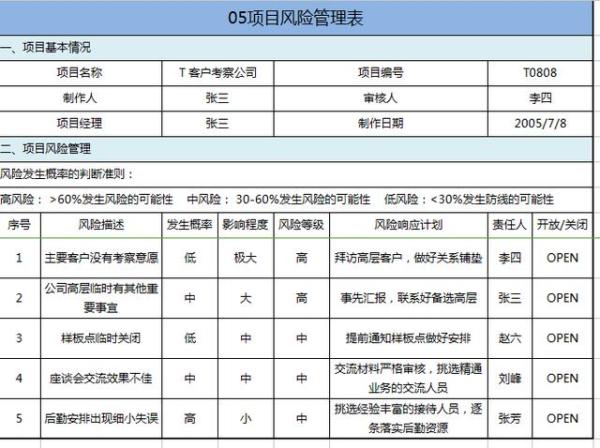 05项目风险管理表
一、项目基本情况
项目名称 T 客户考察公司 项目编号 T0808
制作人 张三 审核人 李四
项目经理 张三 制作日期 2005/7/8
二、项目风险管理
风险发生概率的判断准则：
高风险： >60%发生风险的可能性 中风险： 30-60%发生风险的可能性 低风险：<30%发生防线的可能性
序号 风险描述 发生概率 影响程度 风险等级 风险响应计划 责任人 开放/关闭
1 主要客户没有考察意愿 低 极大 高 拜访高层客户，做好关系铺垫 李四 OPEN
2 公司高层临时有其他重
要事宜 中 大 高 事先汇报，联系好备选高层 张三 OPEN
3 样板点临时关闭 低 中 中 提前通知样板点做好安排 赵六 OPEN
4 座谈会交流效果不佳 中 中 中 交流材料严格审核，挑选精通
业务的交流人员 刘峰 OPEN
5 后勤安排出现细小失误 高 小 中 挑选经验丰富的接待人员，逐
条落实后勤资源 张芳 OPEN